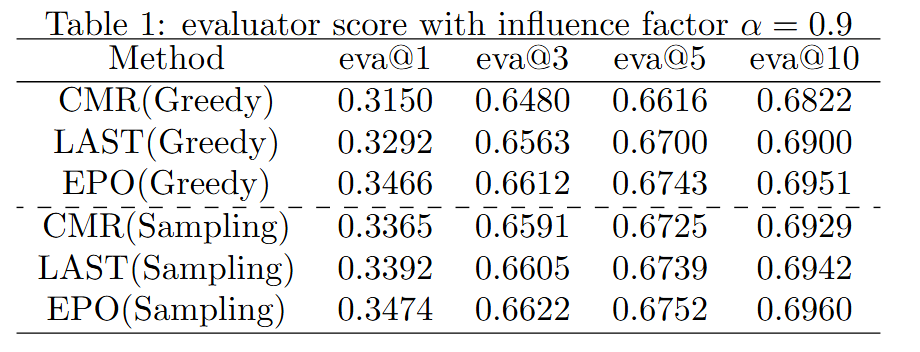 Table 1: evaluator score with influence factor α = 0.9
Method eva@1 eva@3 eva@5 eva@10
CMR(Greedy) 0.3150 0.6480 0.6616 0.6822
LAST(Greedy) 0.3292 0.6563 0.6700 0.6900
EPO(Greedy) 0.3466 0.6612 0.6743 0.6951
CMR(Sampling) 0.3365 0.6591 0.6725 0.6929
LAST(Sampling) 0.3392 0.6605 0.6739 0.6942
EPO(Sampling) 0.3474 0.6622 0.6752 0.6960